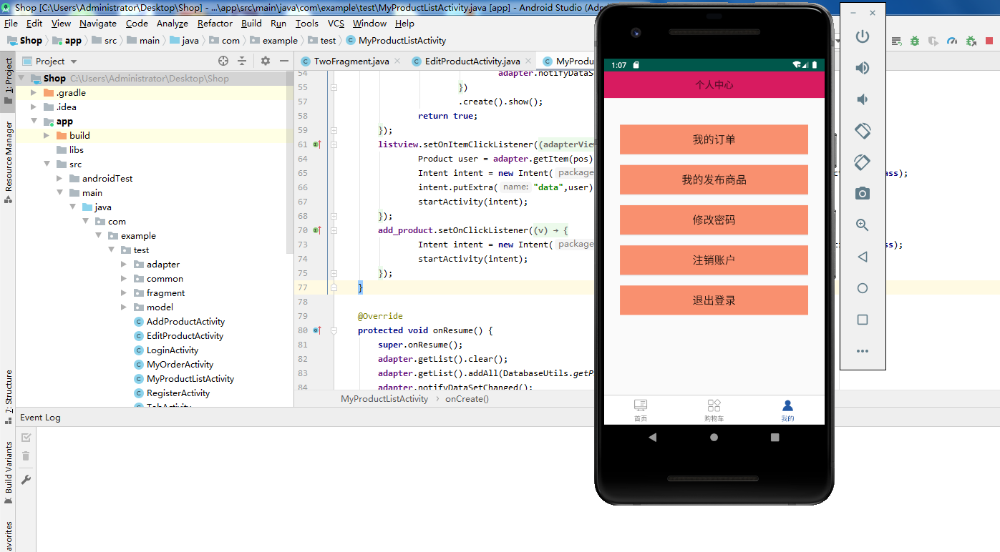 Shop [C:\Users\Administrator\Desktop\Shop] - ...\app\src\main\java\com\example\test\MyProductListActivity.java [app] - Android Studio (Adm
File Edit View Navigate Code Analyze Refactor Build Run Tools VCS Window Help
Shop app src main java com example test MyProductListActivity
1: Project
Resource Manager
7: Structure
Build Variants
avorites
Project
Shop C:\Users\Administrator\Desktop\Shop
.gradle
.idea
app
build
libs
src
androidTest
main
java
com
example
test
adapter
common
fragment
model
AddProductActivity
EditProductActivity
LoginActivity
MyOrderActivity
MyProductListActivity
RegisterActivity
TabActivity
TwoFragment.java EditProductActivity.java MyProdu
54 adapter.notifyDataS
55 })
57 .create().show();
58 return true;
59 });
61 listview.setOnItemClickListener((adapterVie
64 Product user = adapter.getItem(pos)
65 Intent intent = new Intent( package
66 intent.putExtra( name: "data",user)
67 startActivity(intent);
68 });
70 add_product.setOnClickListener((v) → {
73 Intent intent = new Intent( package
74 startActivity(intent);
75 });
77 }
78
79 @Override
80 protected void onResume() {
81 super.onResume();
82 adapter.getList().clear();
83 adapter.getList().addAll(DatabaseUtils.getP
84 adapter.notifyDataSetChanged();
ass);
ass);
MyProductListActivity onCreate()
Event Log
1:07
个人中心
我的订单
我的发布商品
修改密码
注销账户
退出登录
首页 购物车 我的